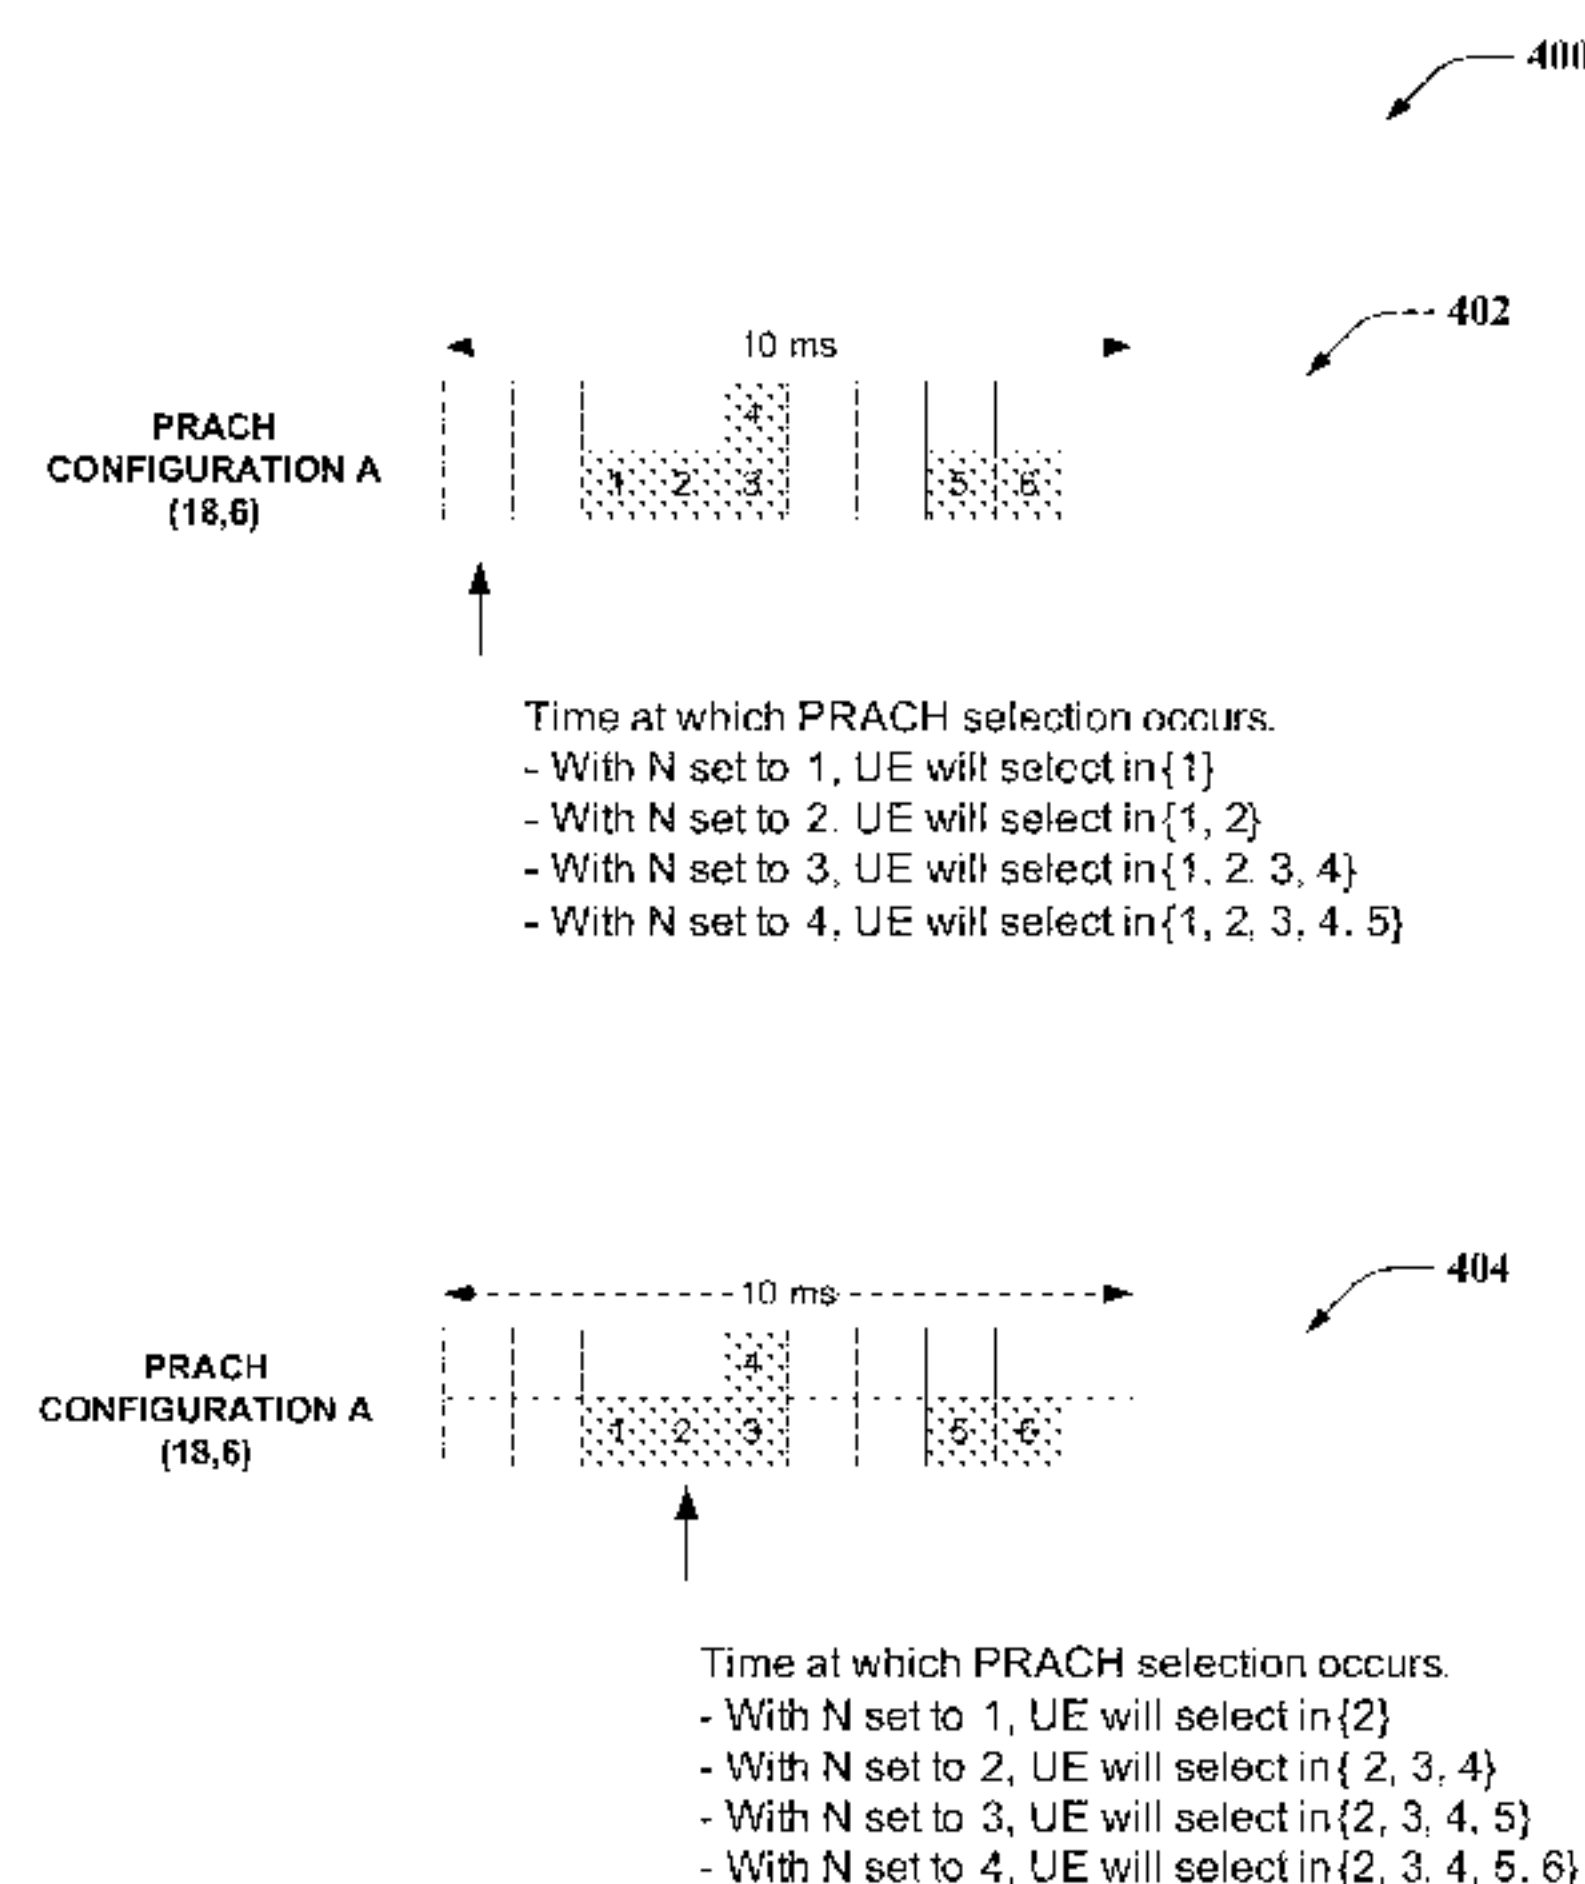 400
402
10 ms
PRACH
CONFIGURATION A
(18,6)
4
1 2 3 5 6
Time at which PRACH selection occurs.
- With N set to 1, UE will select in {1}
- With N set to 2. UE will select in {1, 2}
- With N set to 3, UE will select in {1, 2. 3, 4}
- With N set to 4, UE will select in {1, 2, 3, 4. 5}
404
10 ms
PRACH
CONFIGURATION A
(18,6)
4
1 2 3 5 6
Time at which PRACH selection occurs.
- With N set to 1, UE will select in {2}
- With N set to 2, UE will select in { 2, 3, 4}
- With N set to 3, UE will select in {2, 3, 4, 5}
- With N set to 4, UE will select in {2, 3, 4, 5. 6}